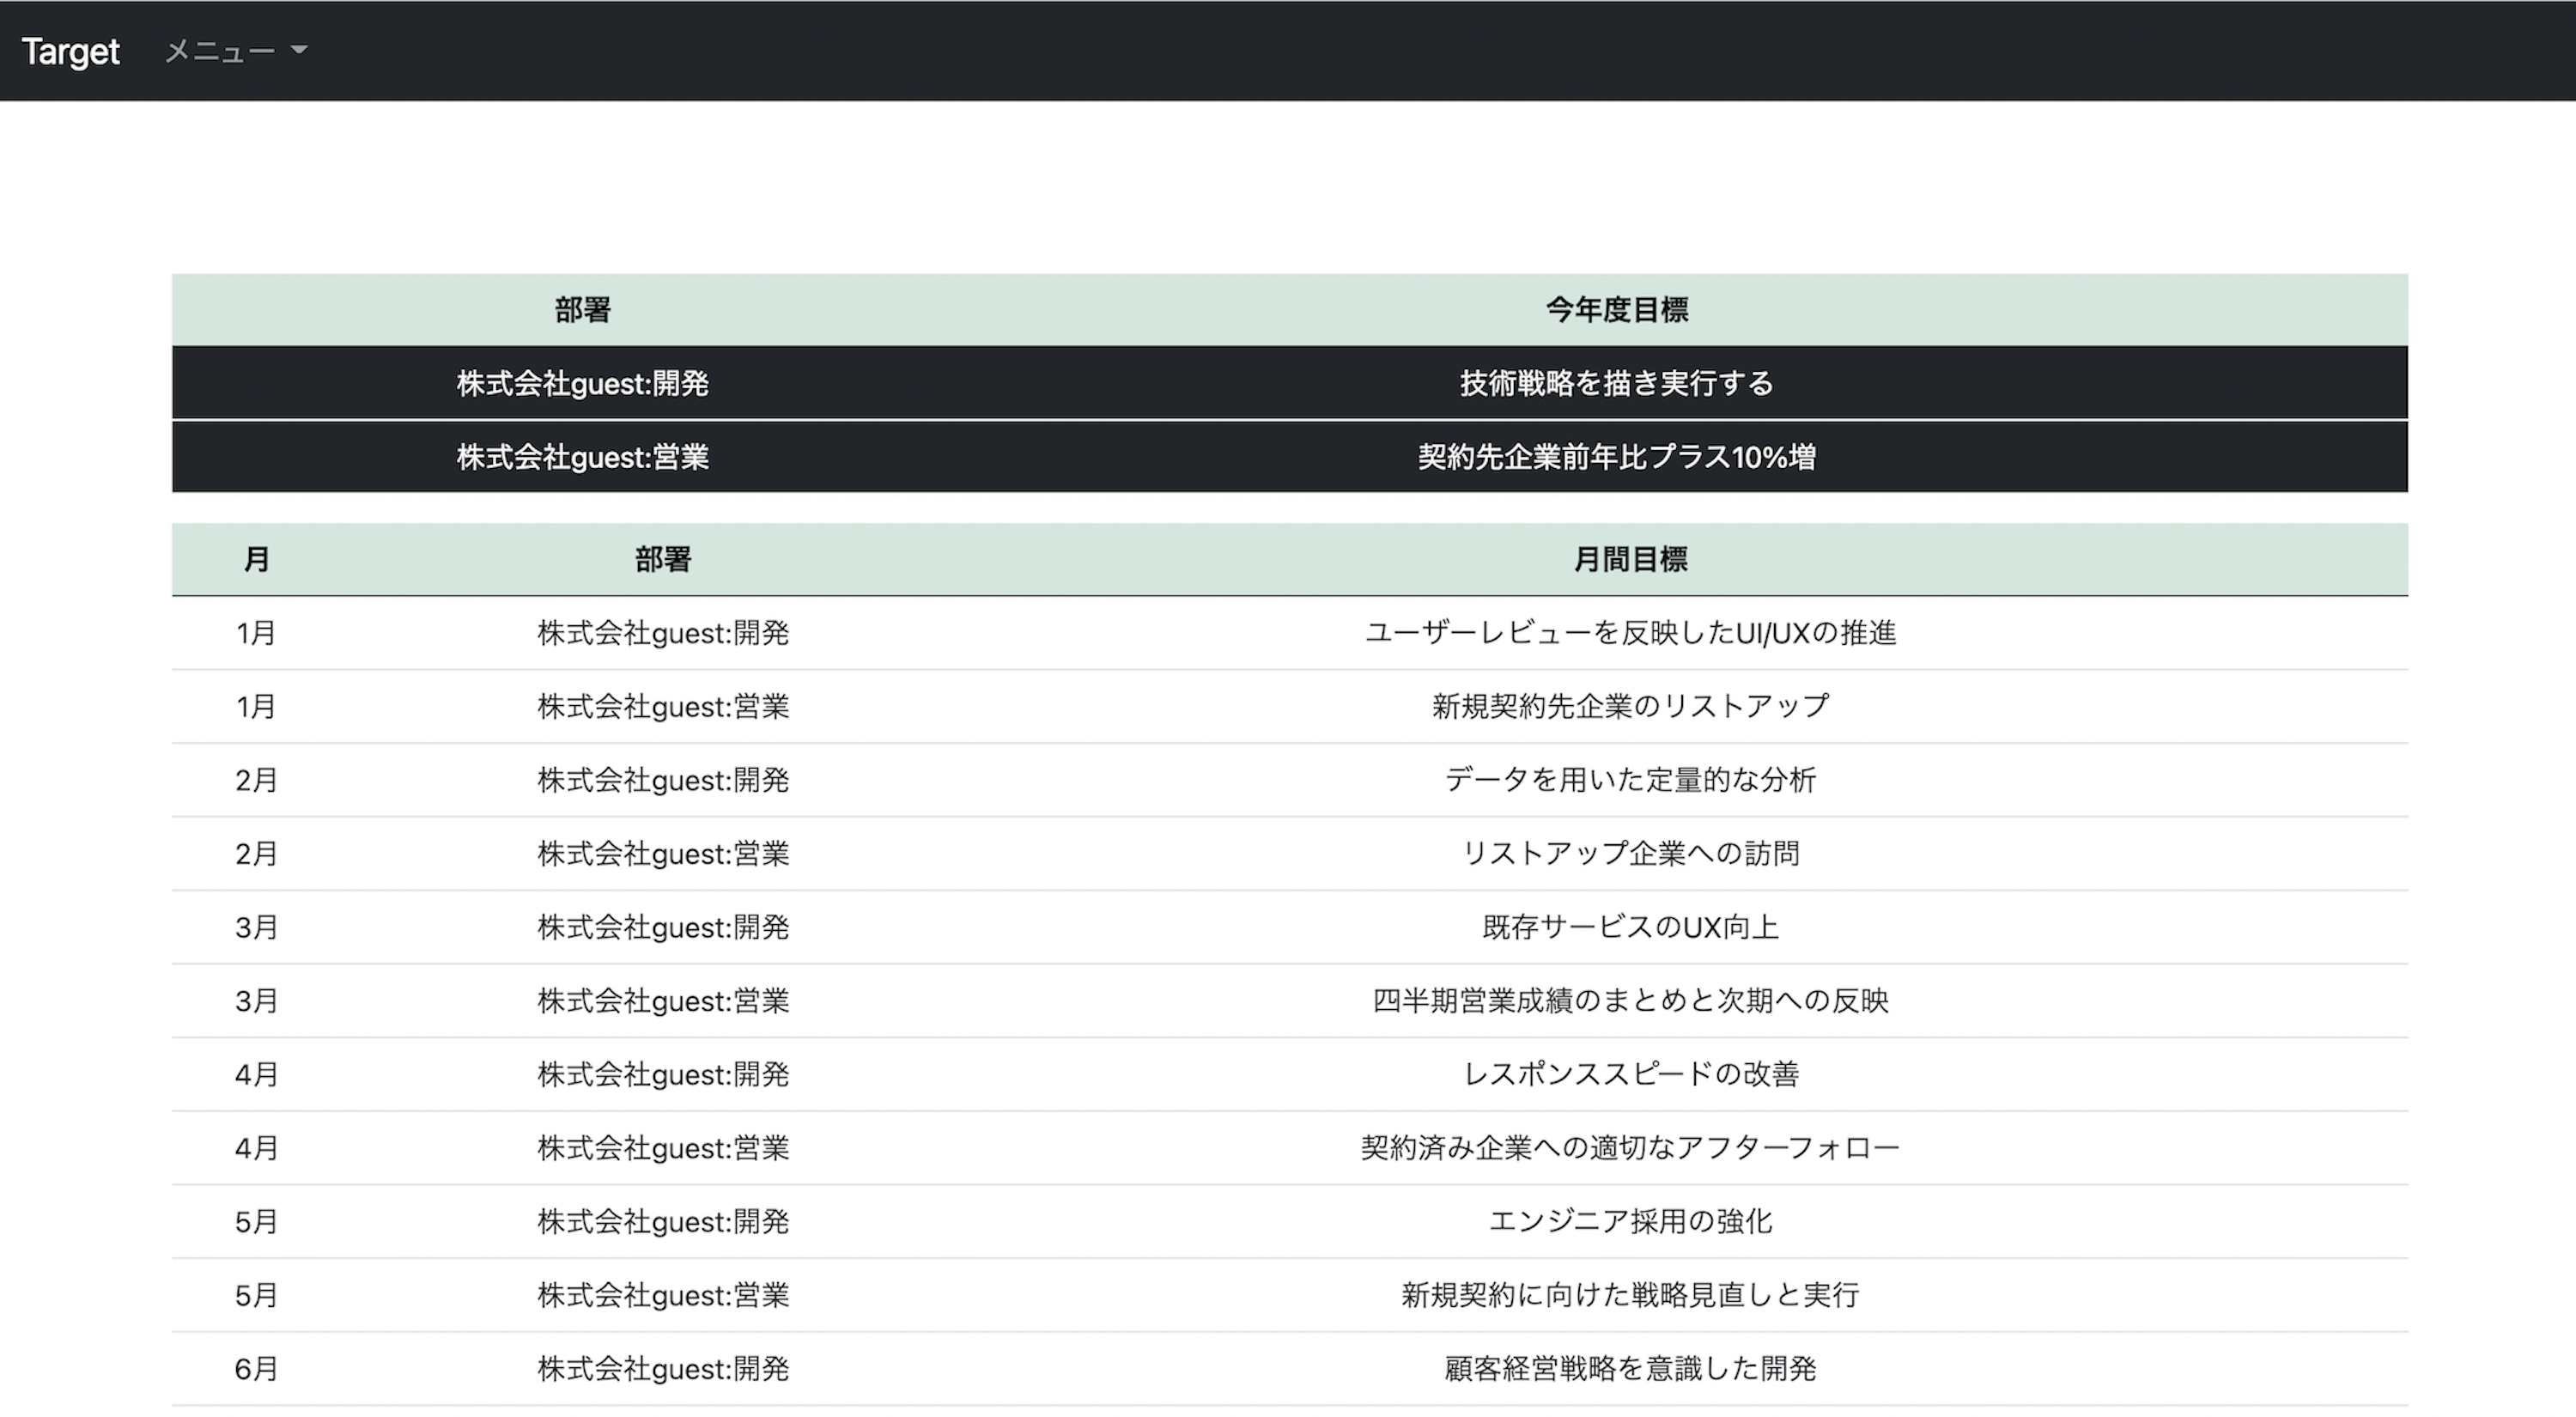 Target メニュー
部署 今年度目標
株式会社guest:開発 技術戦略を描き実行する
株式会社guest:営業 契約先企業前年比プラス10%増
月 部署 月間目標
1月 株式会社guest:開発 ユーザーレビューを反映したUI/UXの推進
1月 株式会社guest:営業 新規契約先企業のリストアップ
2月 株式会社guest:開発 データを用いた定量的な分析
2月 株式会社guest:営業 リストアップ企業への訪問
3月 株式会社guest:開発 既存サービスのUX向上
3月 株式会社guest:営業 四半期営業成績のまとめと次期への反映
4月 株式会社guest:開発 レスポンススピードの改善
4月 株式会社guest:営業 契約済み企業への適切なアフターフォロー
5月 株式会社guest:開発 エンジニア採用の強化
5月 株式会社guest:営業 新規契約に向けた戦略見直しと実行
6月 株式会社guest:開発 顧客経営戦略を意識した開発